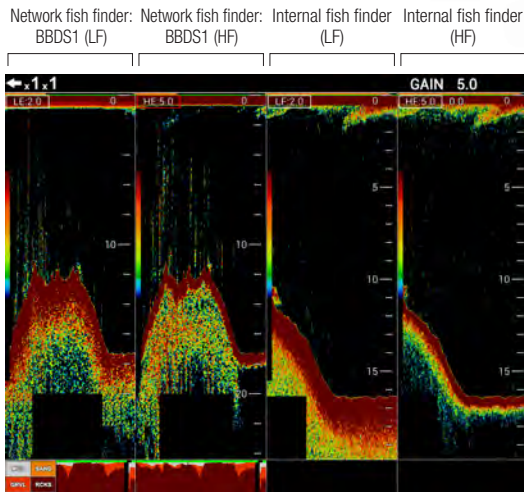 Network fish finder: BBDS1 (LF)
Network fish finder: BBDS1 (HF)
Internal fish finder (LF)
Internal fish finder (HF)
x1x1
GAIN 5.0
LF:2.0 0
HF:5.0 0
LF:2.0 0
HF:5.0 0.0 0
10
10
20
5
10
15
5
10
15
SAND
GRVL RCKS